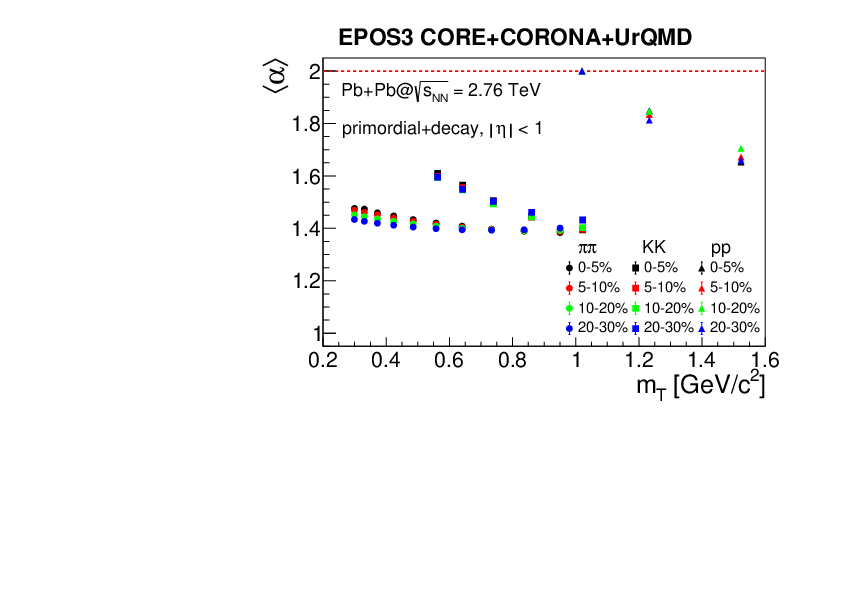 EPOS3 CORE+CORONA+UrQMD
⟨α⟩
Pb+Pb@√s_NN = 2.76 TeV
primordial+decay, |η| < 1
2
1.8
1.6
1.4
1.2
1
ππ KK pp
0-5% 0-5% 0-5%
5-10% 5-10% 5-10%
10-20% 10-20% 10-20%
20-30% 20-30% 20-30%
0.2 0.4 0.6 0.8 1 1.2 1.4 1.6
m_T [GeV/c²]